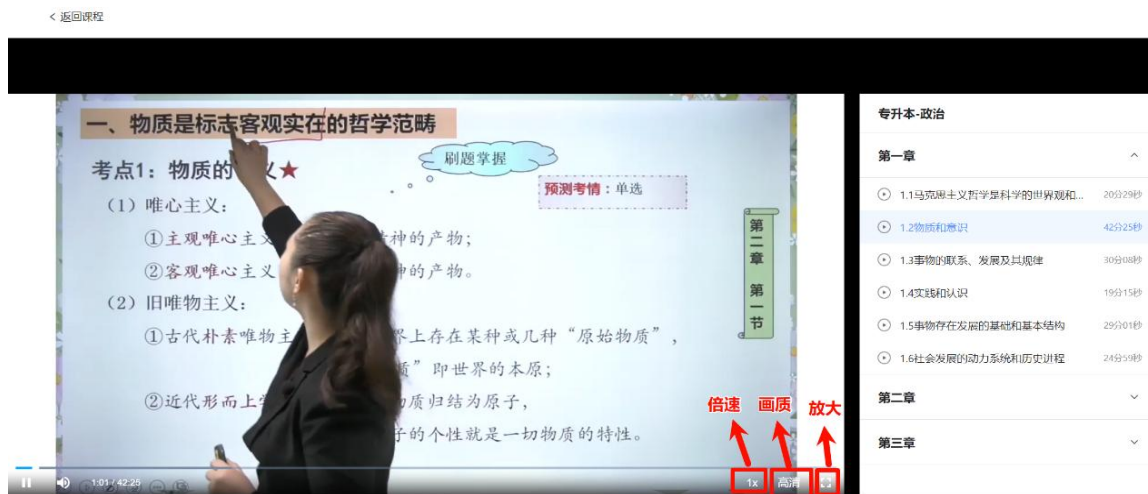 < 返回课程
一、物质是标志客观实在的哲学范畴
考点1：物质的 义★
刷题掌握
预测考情：单选
（1）唯心主义：
①主观唯心主义 神的产物；
②客观唯心主义 神的产物。
（2）旧唯物主义：
①古代朴素唯物主 界上存在某种或几种“原始物质”，
质”即世界的本原；
②近代形而上 物质归结为原子，
子的个性就是一切物质的特性。
第二章 第一节
倍速 画质 放大
1:01 / 42:25
1x 高清
专升本-政治
第一章
1.1马克思主义哲学是科学的世界观和... 20分29秒
1.2物质和意识 42分25秒
1.3事物的联系、发展及其规律 30分08秒
1.4实践和认识 19分15秒
1.5事物存在发展的基础和基本结构 29分01秒
1.6社会发展的动力系统和历史进程 24分59秒
第二章
第三章